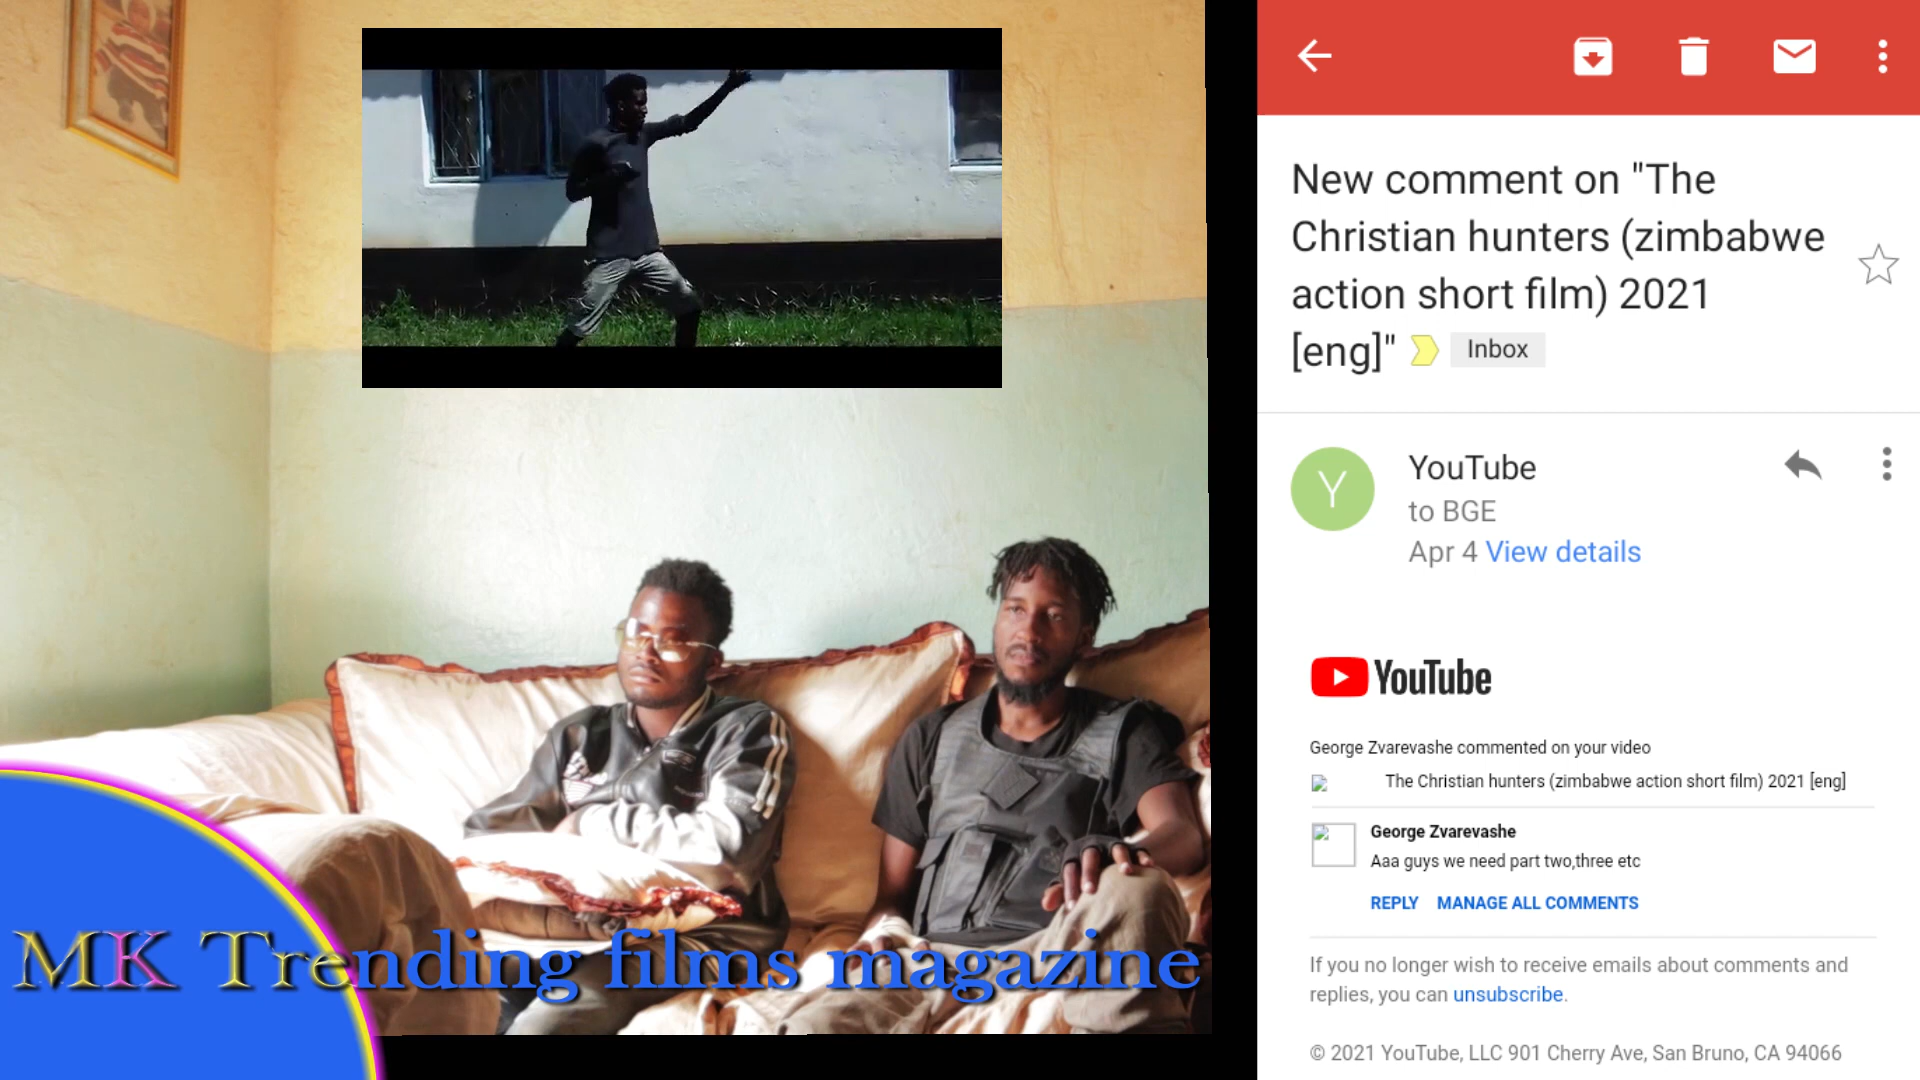 MK Trending films magazine
New comment on "The
Christian hunters (zimbabwe
action short film) 2021
[eng]" Inbox
Y
YouTube
to BGE
Apr 4 View details
YouTube
George Zvarevashe commented on your video
The Christian hunters (zimbabwe action short film) 2021 [eng]
George Zvarevashe
Aaa guys we need part two,three etc
REPLY MANAGE ALL COMMENTS
If you no longer wish to receive emails about comments and
replies, you can unsubscribe.
© 2021 YouTube, LLC 901 Cherry Ave, San Bruno, CA 94066